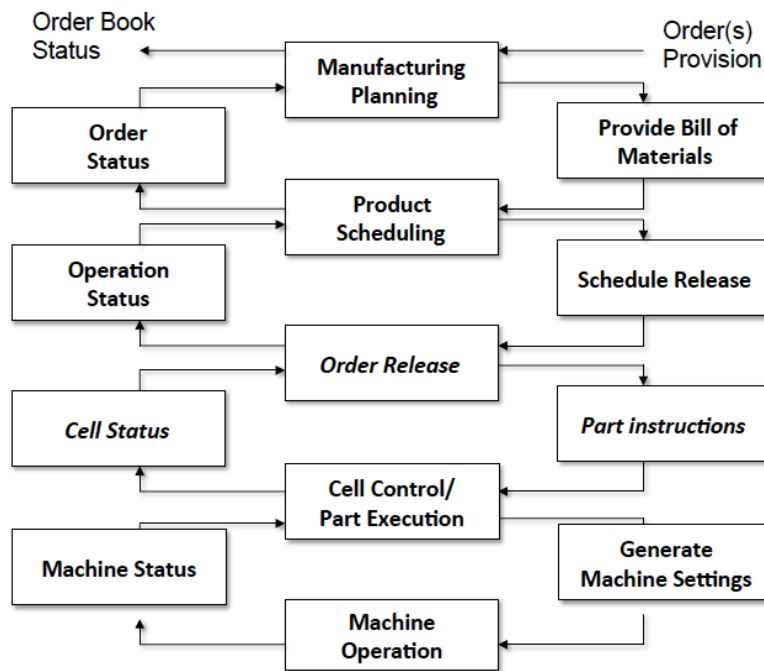 Order Book
Status
Order(s)
Provision
Manufacturing
Planning
Order
Status
Provide Bill of
Materials
Product
Scheduling
Operation
Status
Schedule Release
Order Release
Cell Status
Part instructions
Cell Control/
Part Execution
Machine Status
Generate
Machine Settings
Machine
Operation